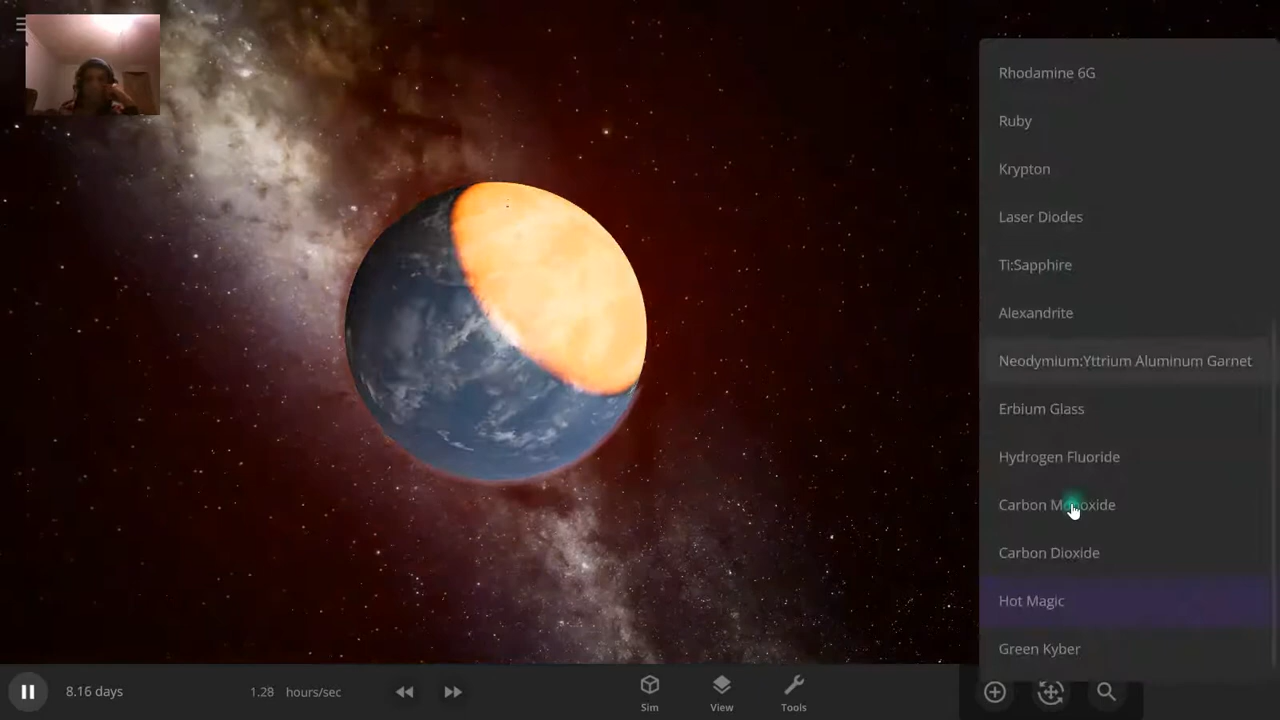 Rhodamine 6G
Ruby
Krypton
Laser Diodes
Ti:Sapphire
Alexandrite
Neodymium:Yttrium Aluminum Garnet
Erbium Glass
Hydrogen Fluoride
Carbon Monoxide
Carbon Dioxide
Hot Magic
Green Kyber
8.16 days
1.28 hours/sec
Sim
View
Tools